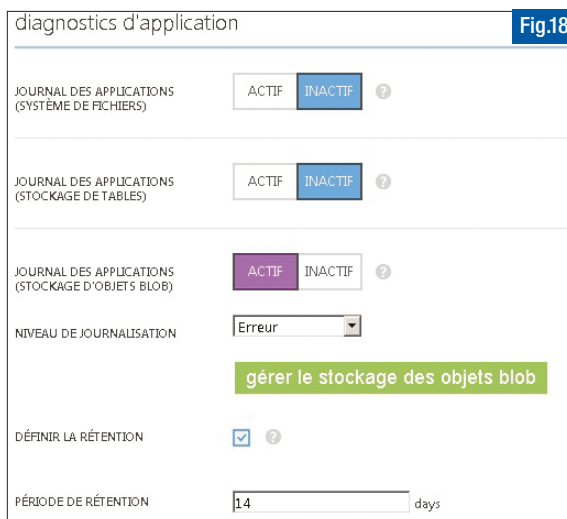 diagnostics d'application
Fig.18
JOURNAL DES APPLICATIONS
(SYSTÈME DE FICHIERS)
ACTIF INACTIF ?
JOURNAL DES APPLICATIONS
(STOCKAGE DE TABLES)
ACTIF INACTIF ?
JOURNAL DES APPLICATIONS
(STOCKAGE D'OBJETS BLOB)
ACTIF INACTIF ?
NIVEAU DE JOURNALISATION
Erreur
gérer le stockage des objets blob
DÉFINIR LA RÉTENTION
?
PÉRIODE DE RÉTENTION
14 days